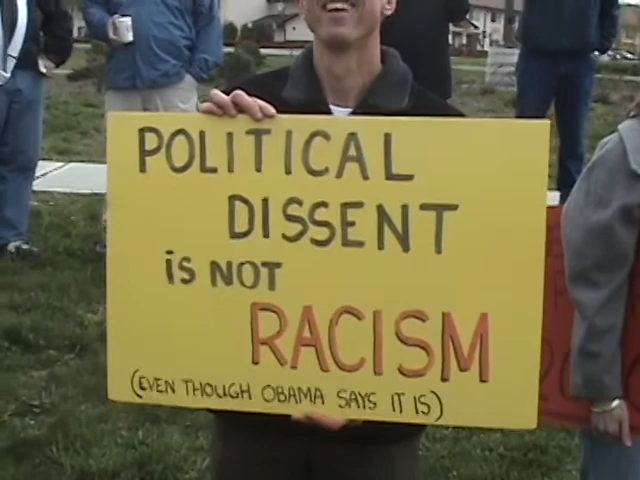 POLITICAL
DISSENT
iS NOT
RACISM
(EVEN THOUGH OBAMA SAYS IT IS)